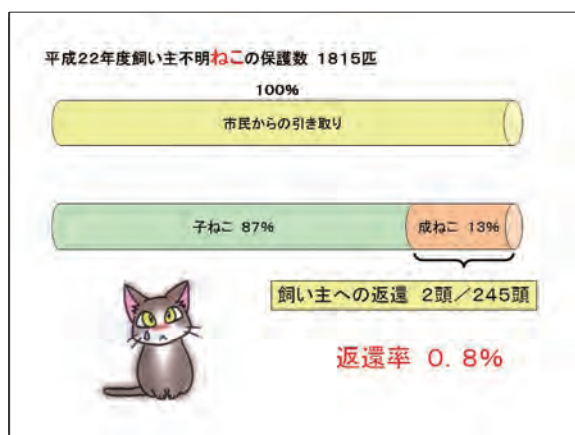 平成22年度飼い主不明ねこの保護数 1815匹
100%
市民からの引き取り
子ねこ 87%
成ねこ 13%
飼い主への返還 2頭／245頭
返還率 0.8%